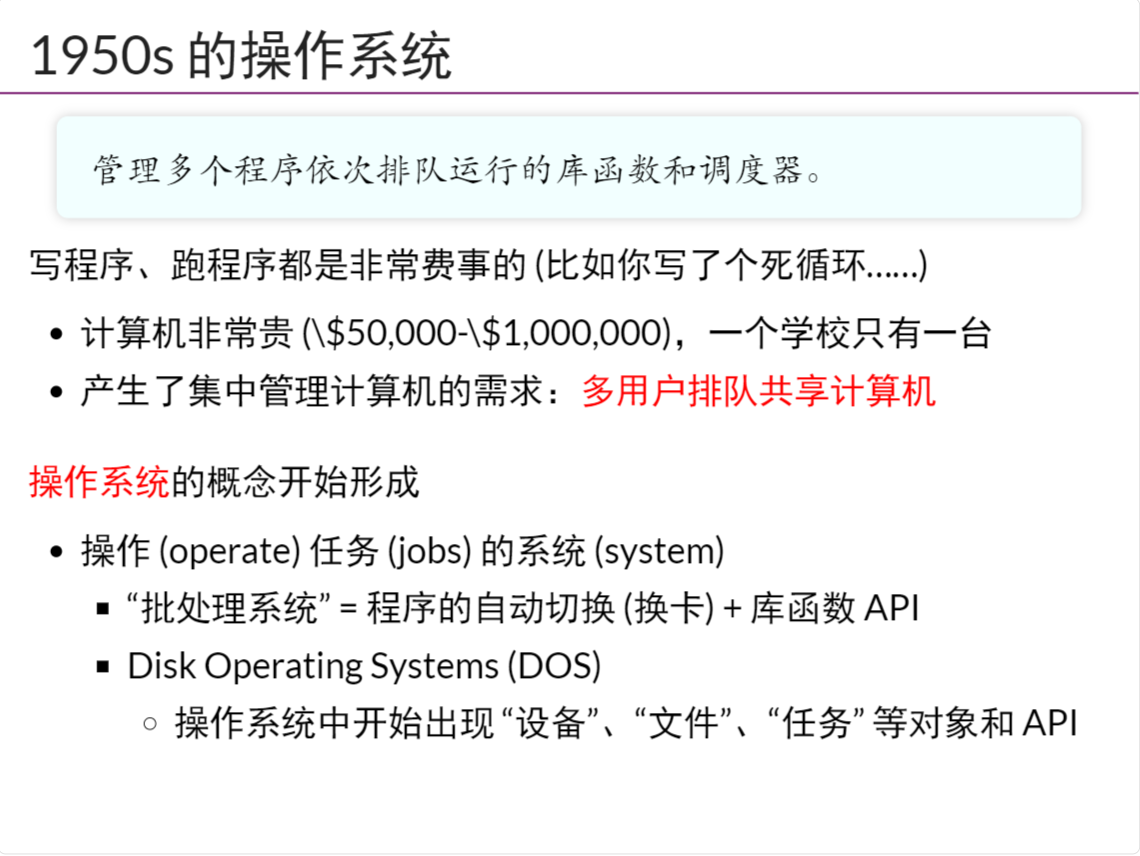 1950s 的操作系统
管理多个程序依次排队运行的库函数和调度器。
写程序、跑程序都是非常费事的 (比如你写了个死循环……)
• 计算机非常贵 (\$50,000-\$1,000,000)，一个学校只有一台
• 产生了集中管理计算机的需求：多用户排队共享计算机
操作系统的概念开始形成
• 操作 (operate) 任务 (jobs) 的系统 (system)
▪ “批处理系统” = 程序的自动切换 (换卡) + 库函数 API
▪ Disk Operating Systems (DOS)
○ 操作系统中开始出现 “设备”、“文件”、“任务” 等对象和 API